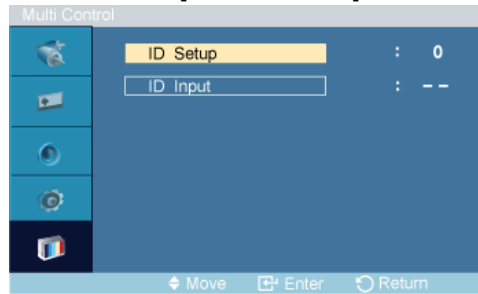 Multi Control
ID Setup : 0
ID Input : --
Move Enter Return